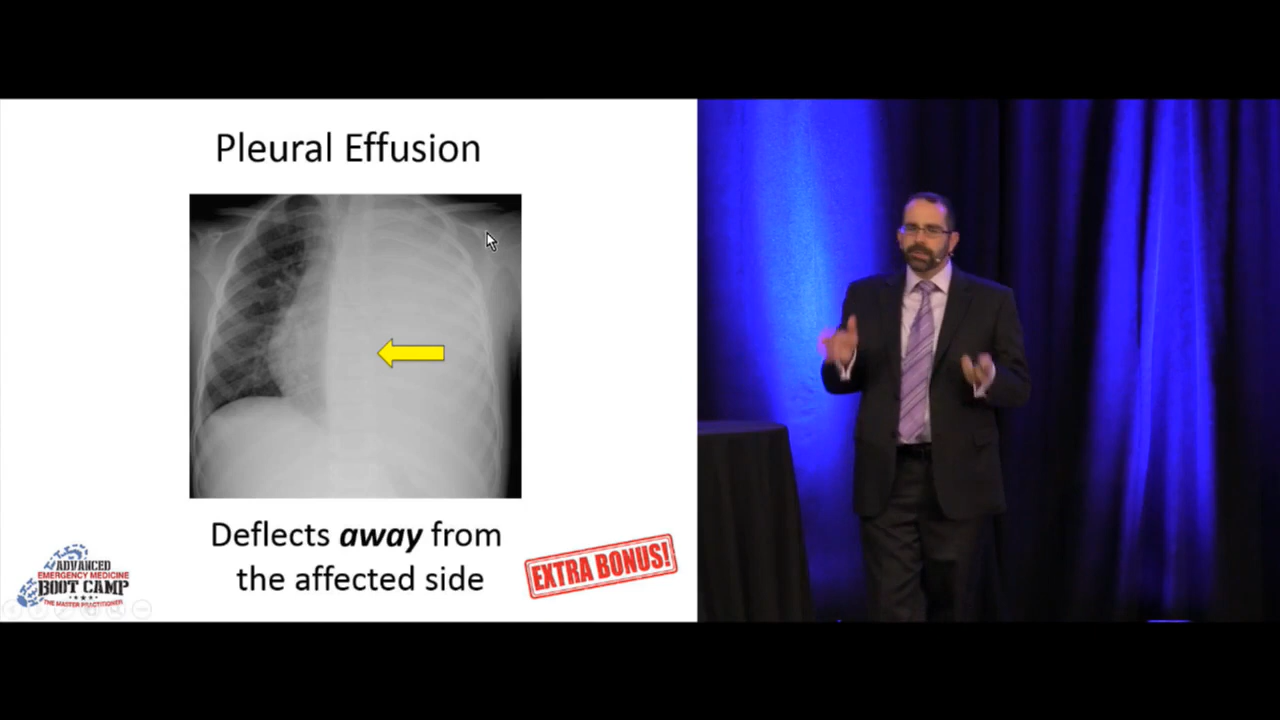 Pleural Effusion
Deflects away from
the affected side
EXTRA BONUS!
ADVANCED
EMERGENCY MEDICINE
BOOT CAMP
THE MASTER PRACTITIONER